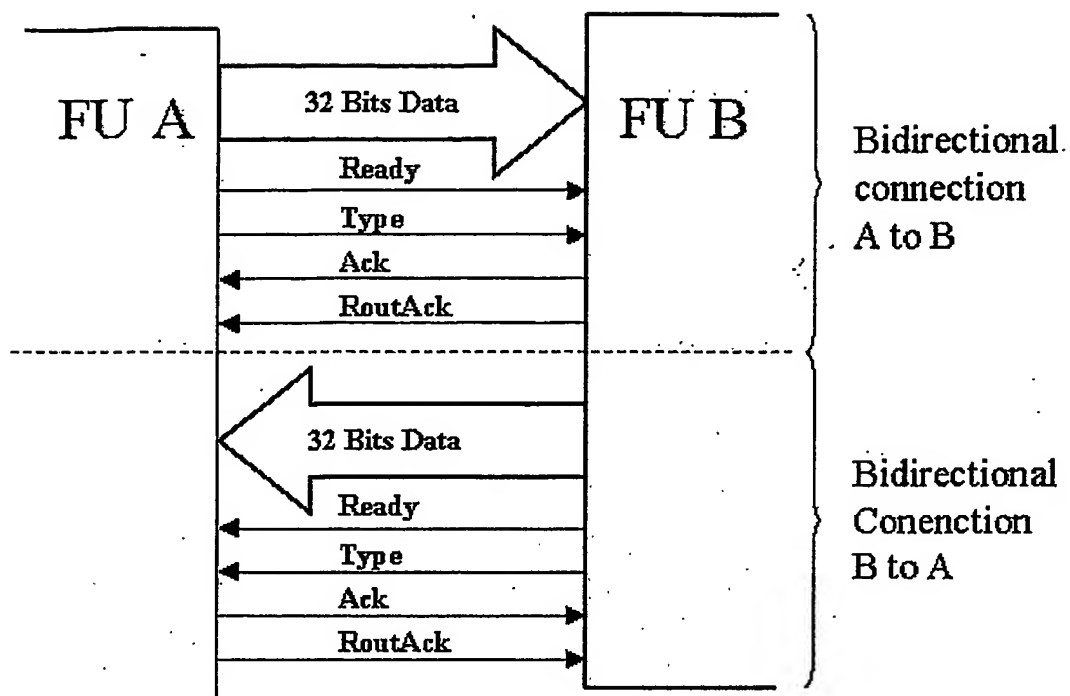 FU A
32 Bits Data
FU B
Ready
Type
Ack
RoutAck
Bidirectional
connection
A to B
32 Bits Data
Ready
Type
Ack
RoutAck
Bidirectional
Conenction
B to A